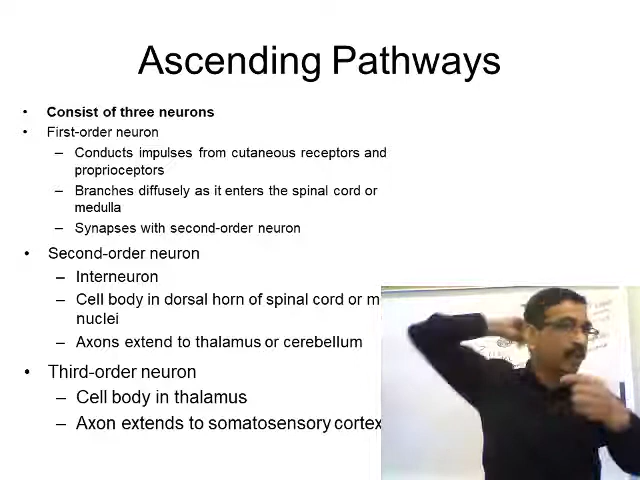 Ascending Pathways
• Consist of three neurons
• First-order neuron
– Conducts impulses from cutaneous receptors and
proprioceptors
– Branches diffusely as it enters the spinal cord or
medulla
– Synapses with second-order neuron
• Second-order neuron
– Interneuron
– Cell body in dorsal horn of spinal cord or m
nuclei
– Axons extend to thalamus or cerebellum
• Third-order neuron
– Cell body in thalamus
– Axon extends to somatosensory cortex